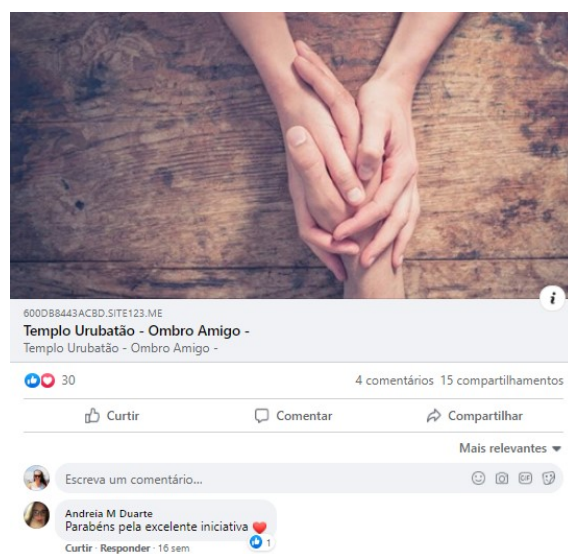 600DB8443ACBD.SITE123.ME
Templo Urubatão - Ombro Amigo -
Templo Urubatão - Ombro Amigo -
30 4 comentários 15 compartilhamentos
Curtir Comentar Compartilhar
Mais relevantes
Escreva um comentário... GIF
Andreia M Duarte
Parabéns pela excelente iniciativa
1
Curtir · Responder · 16 sem